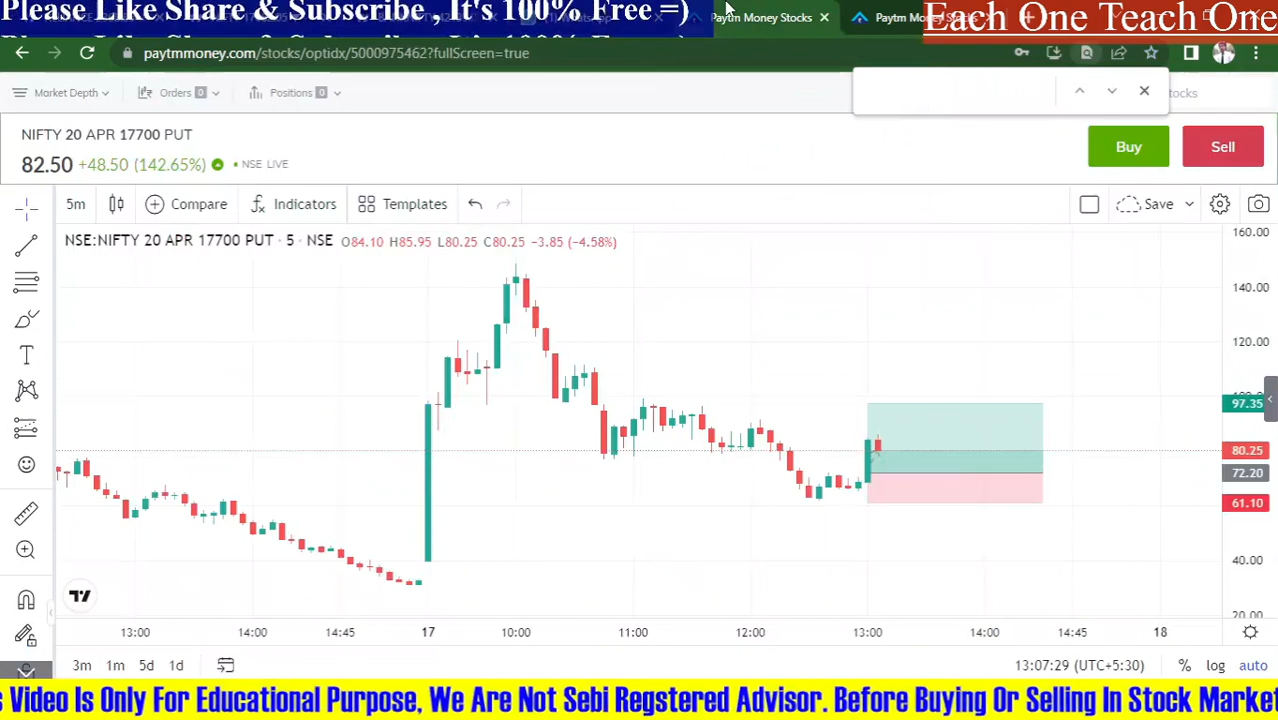 Please Like Share & Subscribe , It's 100% Free =)
Paytm Money Stocks
Paytm Money
Each One Teach One
paytmmoney.com/stocks/optidx/5000975462?fullScreen=true
Market Depth
Orders 0
Positions 0
NIFTY 20 APR 17700 PUT
82.50 +48.50 (142.65%) • NSE LIVE
Buy
Sell
5m
Compare
Indicators
Templates
Save
NSE:NIFTY 20 APR 17700 PUT · 5 · NSE O84.10 H85.95 L80.25 C80.25 −3.85 (−4.58%)
160.00
140.00
120.00
97.35
80.25
72.20
61.10
40.00
20.00
13:00 14:00 14:45 17 10:00 11:00 12:00 13:00 14:00 14:45 18
3m 1m 5d 1d
13:07:29 (UTC+5:30) % log auto
s Video Is Only For Educational Purpose, We Are Not Sebi Regstered Advisor. Before Buying Or Selling In Stock Market